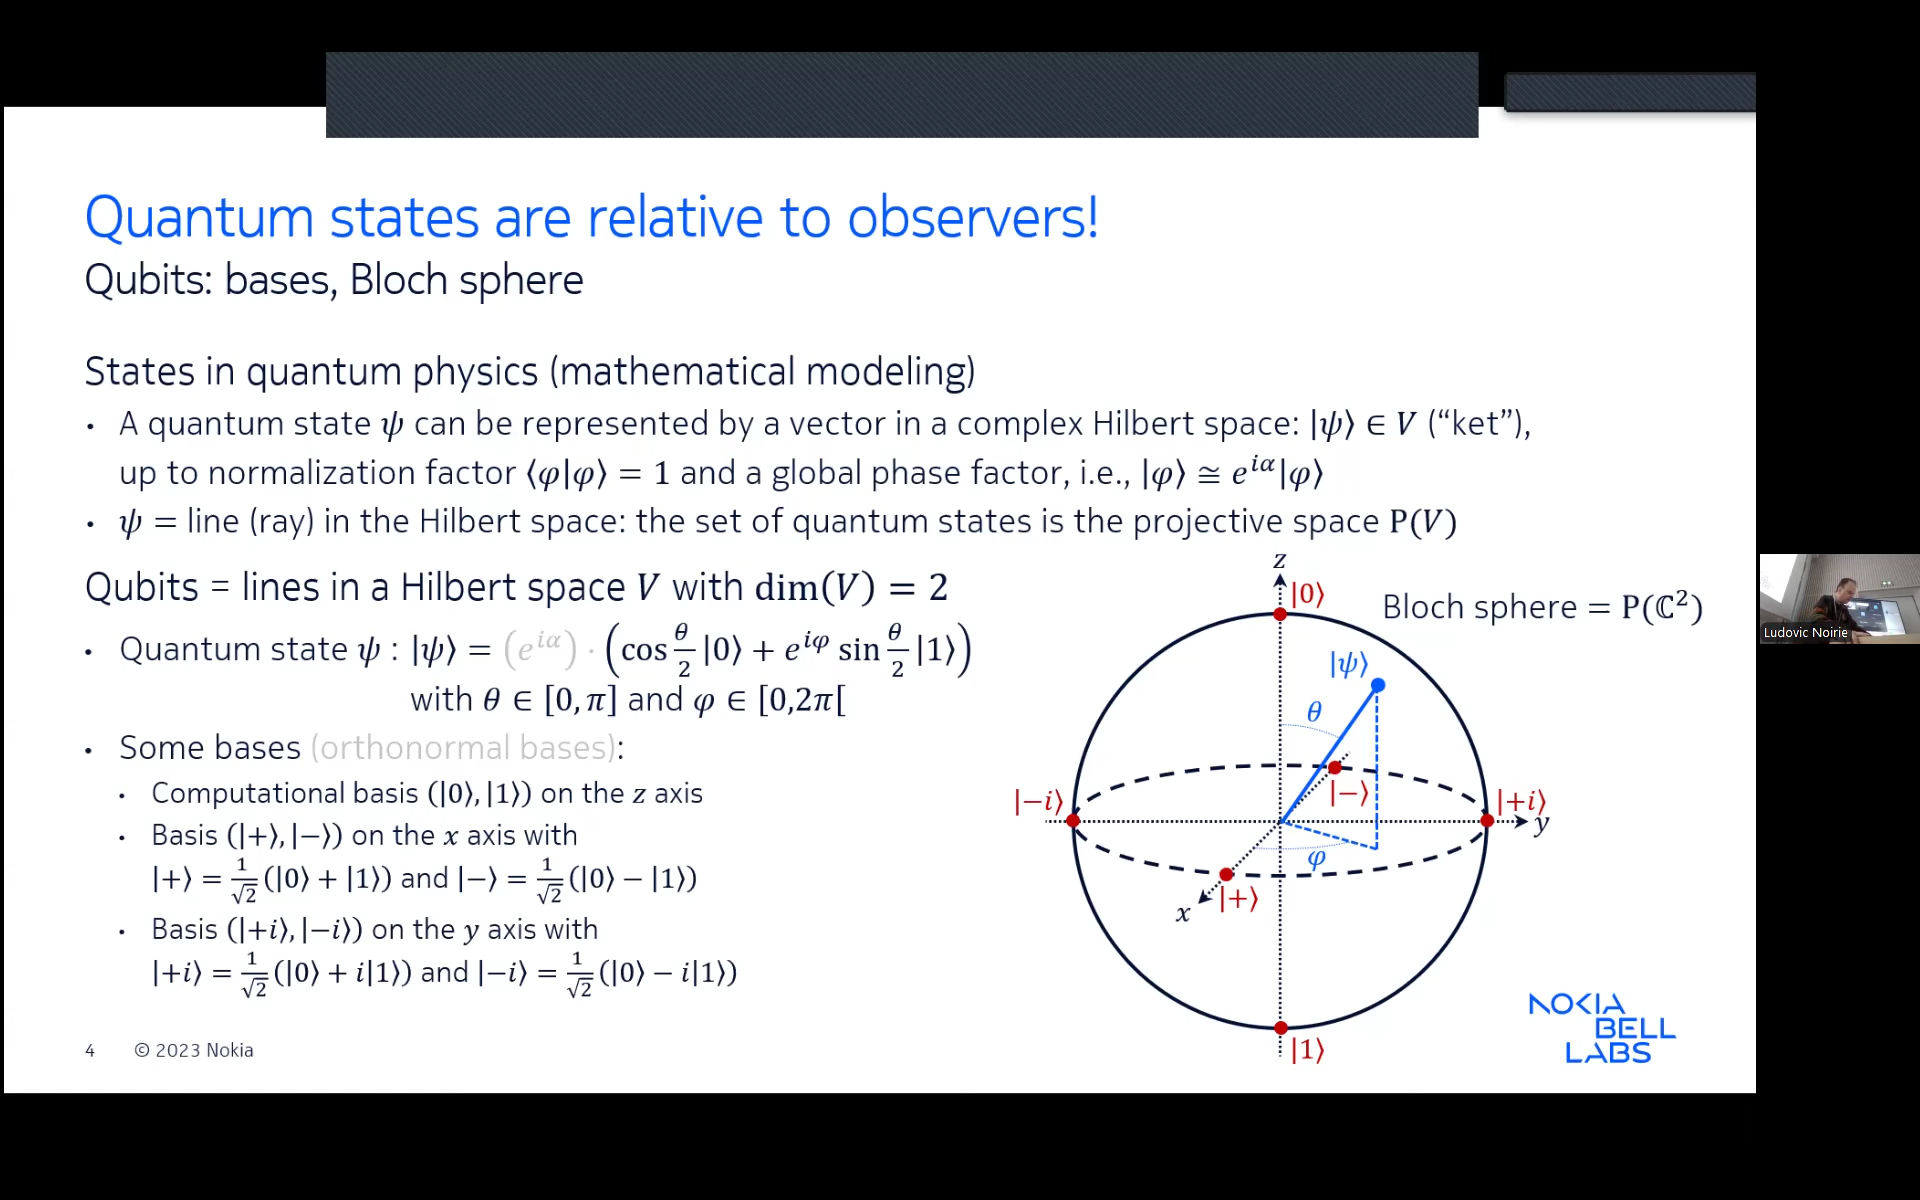 Quantum states are relative to observers!
Qubits: bases, Bloch sphere
States in quantum physics (mathematical modeling)
• A quantum state ψ can be represented by a vector in a complex Hilbert space: |ψ⟩ ∈ V (“ket”),
up to normalization factor ⟨φ|φ⟩ = 1 and a global phase factor, i.e., |φ⟩ ≅ e^{iα}|φ⟩
• ψ = line (ray) in the Hilbert space: the set of quantum states is the projective space P(V)
Qubits = lines in a Hilbert space V with dim(V) = 2
• Quantum state ψ : |ψ⟩ = (e^{iα}) · (cos θ/2 |0⟩ + e^{iφ} sin θ/2 |1⟩)
with θ ∈ [0, π] and φ ∈ [0,2π[
• Some bases (orthonormal bases):
• Computational basis (|0⟩, |1⟩) on the z axis
• Basis (|+⟩, |−⟩) on the x axis with
|+⟩ = 1/√2 (|0⟩ + |1⟩) and |−⟩ = 1/√2 (|0⟩ − |1⟩)
• Basis (|+i⟩, |−i⟩) on the y axis with
|+i⟩ = 1/√2 (|0⟩ + i|1⟩) and |−i⟩ = 1/√2 (|0⟩ − i|1⟩)
z
|0⟩
Bloch sphere = P(ℂ²)
|ψ⟩
θ
|−⟩
|−i⟩
|+i⟩
y
φ
|+⟩
x
|1⟩
NOKIA
BELL
LABS
4 © 2023 Nokia
Ludovic Noirie